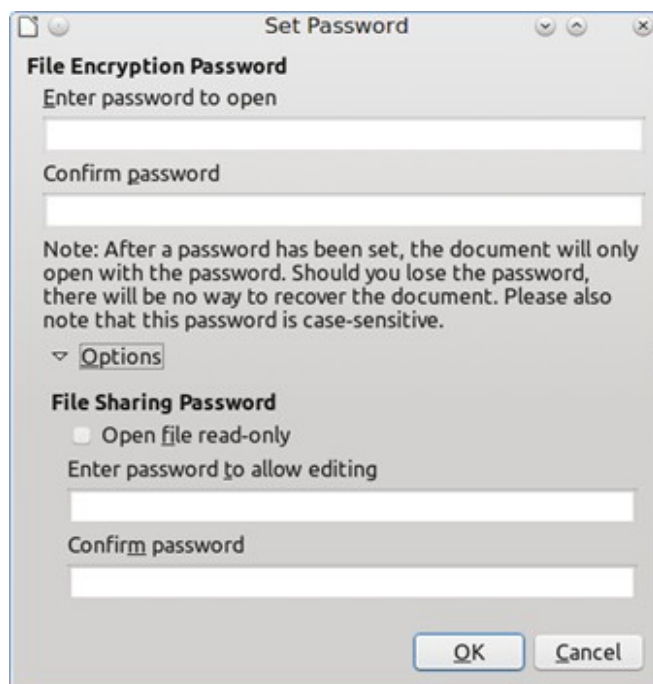 Set Password
File Encryption Password
Enter password to open
Confirm password
Note: After a password has been set, the document will only
open with the password. Should you lose the password,
there will be no way to recover the document. Please also
note that this password is case-sensitive.
Options
File Sharing Password
Open file read-only
Enter password to allow editing
Confirm password
OK Cancel